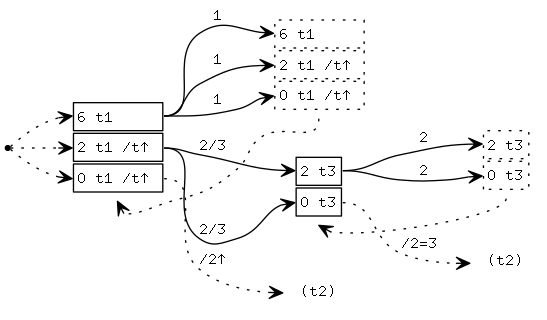 1
6 t1
1
2 t1 /t↑
1
0 t1 /t↑
6 t1
2 t1 /t↑
0 t1 /t↑
2/3
2 t3
0 t3
2
2 t3
2
0 t3
2/3
/2↑
(t2)
/2=3
(t2)